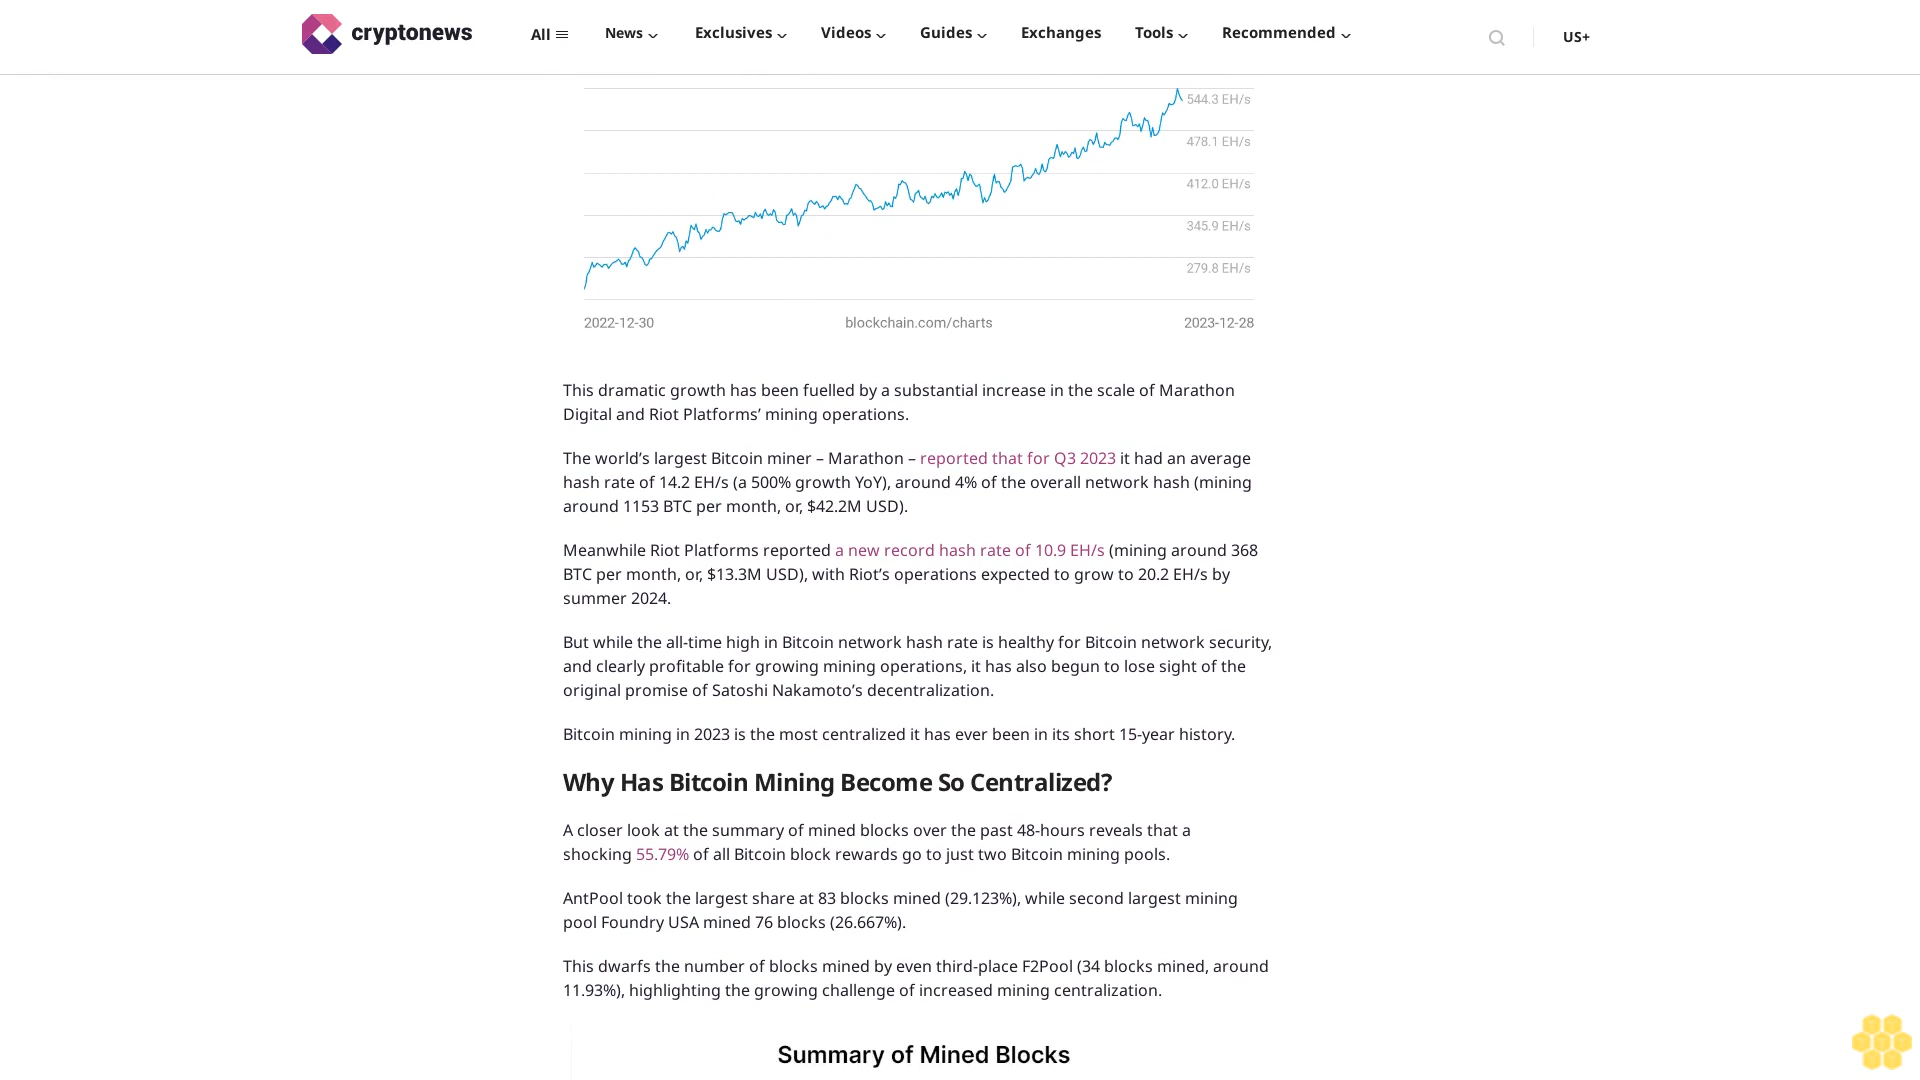 cryptonews
All
News
Exclusives
Videos
Guides
Exchanges
Tools
Recommended
US+
544.3 EH/s
478.1 EH/s
412.0 EH/s
345.9 EH/s
279.8 EH/s
2022-12-30
blockchain.com/charts
2023-12-28
This dramatic growth has been fuelled by a substantial increase in the scale of Marathon
Digital and Riot Platforms’ mining operations.
The world’s largest Bitcoin miner – Marathon – reported that for Q3 2023 it had an average
hash rate of 14.2 EH/s (a 500% growth YoY), around 4% of the overall network hash (mining
around 1153 BTC per month, or, $42.2M USD).
Meanwhile Riot Platforms reported a new record hash rate of 10.9 EH/s (mining around 368
BTC per month, or, $13.3M USD), with Riot’s operations expected to grow to 20.2 EH/s by
summer 2024.
But while the all-time high in Bitcoin network hash rate is healthy for Bitcoin network security,
and clearly profitable for growing mining operations, it has also begun to lose sight of the
original promise of Satoshi Nakamoto’s decentralization.
Bitcoin mining in 2023 is the most centralized it has ever been in its short 15-year history.
Why Has Bitcoin Mining Become So Centralized?
A closer look at the summary of mined blocks over the past 48-hours reveals that a
shocking 55.79% of all Bitcoin block rewards go to just two Bitcoin mining pools.
AntPool took the largest share at 83 blocks mined (29.123%), while second largest mining
pool Foundry USA mined 76 blocks (26.667%).
This dwarfs the number of blocks mined by even third-place F2Pool (34 blocks mined, around
11.93%), highlighting the growing challenge of increased mining centralization.
Summary of Mined Blocks